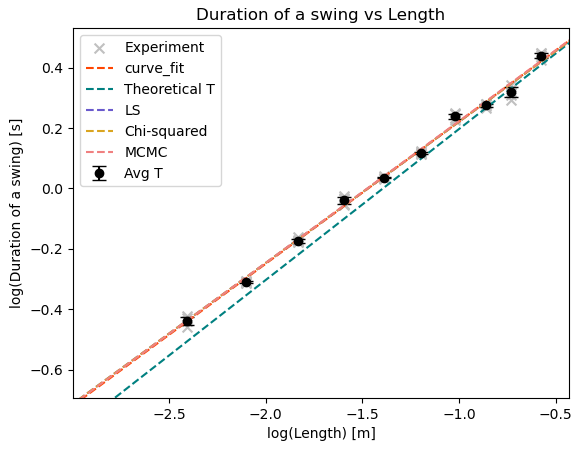 Duration of a swing vs Length
log(Duration of a swing) [s]
0.4
0.2
0.0
−0.2
−0.4
−0.6
Experiment
curve_fit
Theoretical T
LS
Chi-squared
MCMC
Avg T
−2.5
−2.0
−1.5
−1.0
−0.5
log(Length) [m]